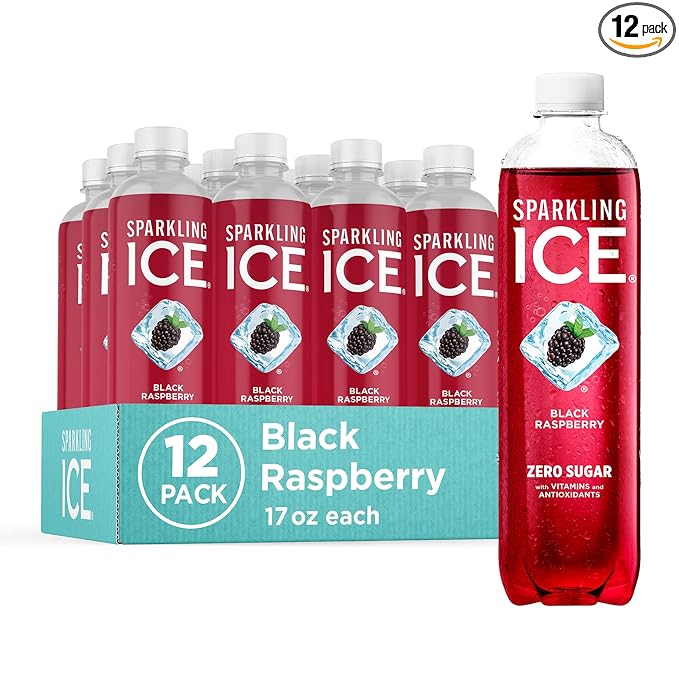 12 pack
SPARKLING
ICE®
BLACK
RASPBERRY
SPARKLING
ICE®
BLACK
RASPBERRY
SPARKLING
ICE®
BLACK
RASPBERRY
SPARKLING
ICE
BLACK
RASPBERRY
SPARKLING
ICE®
12
PACK
Black
Raspberry
17 oz each
SPARKLING
ICE®
BLACK
RASPBERRY
ZERO SUGAR
with VITAMINS and
ANTIOXIDANTS